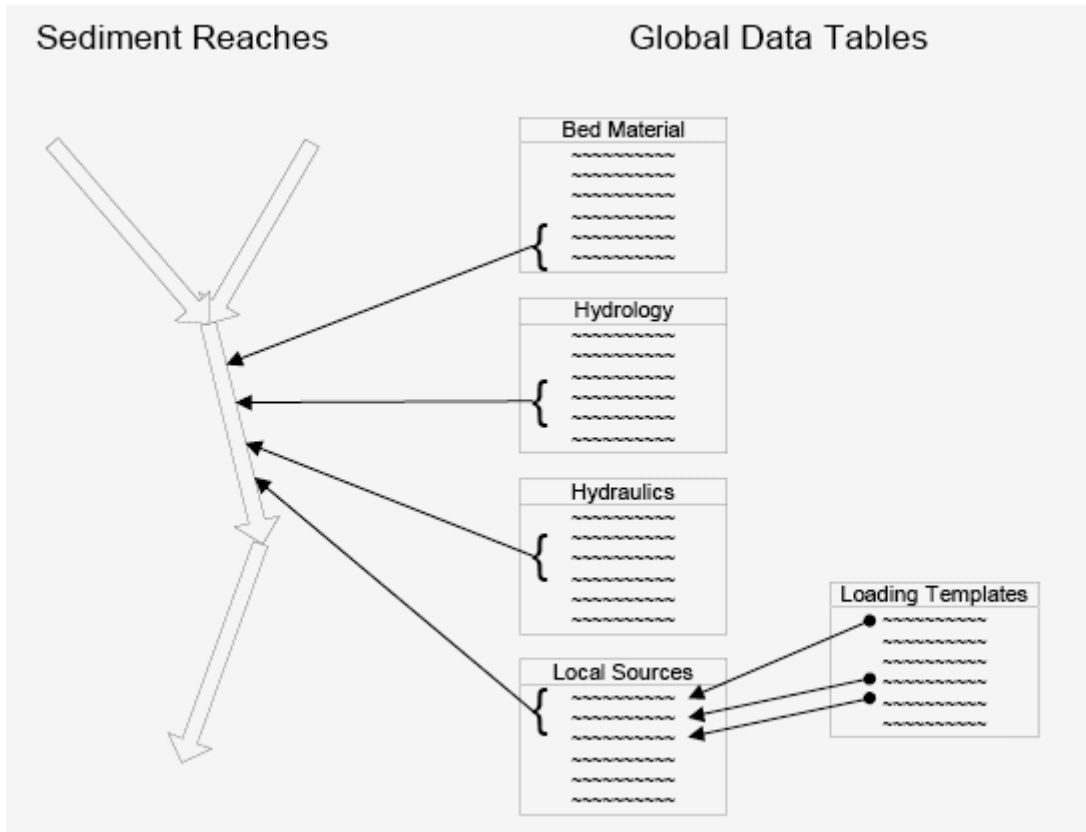 Sediment Reaches
Global Data Tables
Bed Material
Hydrology
Hydraulics
Loading Templates
Local Sources